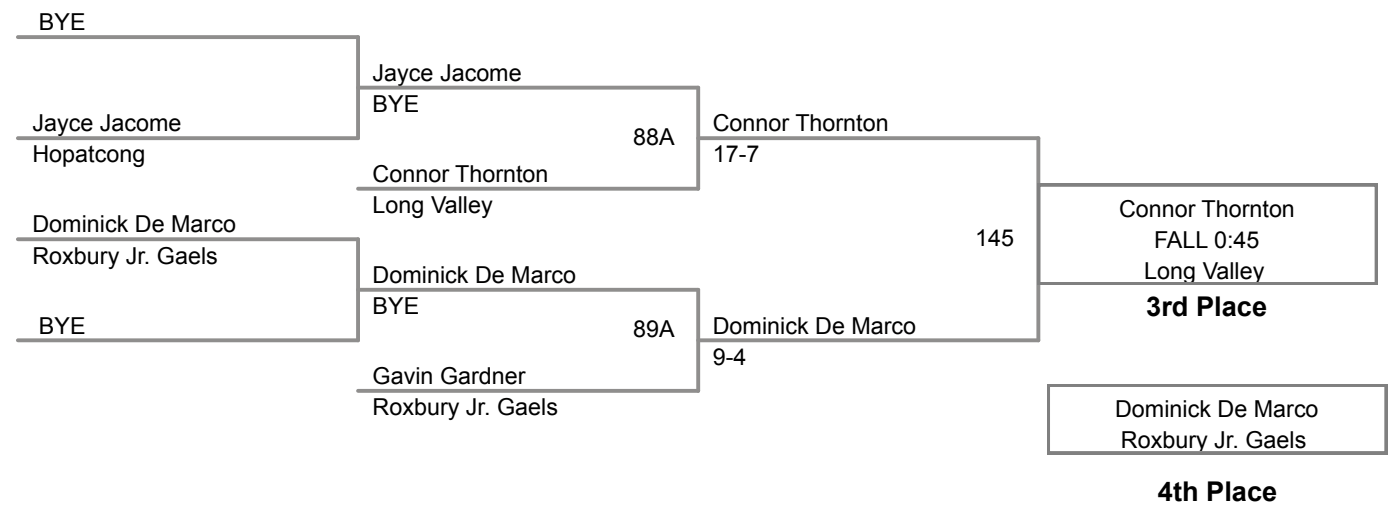 BYE
Jayce Jacome
BYE
Jayce Jacome
Hopatcong
88A
Connor Thornton
17-7
Connor Thornton
Long Valley
Dominick De Marco
Roxbury Jr. Gaels
145
Connor Thornton
FALL 0:45
Long Valley
3rd Place
Dominick De Marco
BYE
BYE
89A
Dominick De Marco
9-4
Gavin Gardner
Roxbury Jr. Gaels
Dominick De Marco
Roxbury Jr. Gaels
4th Place